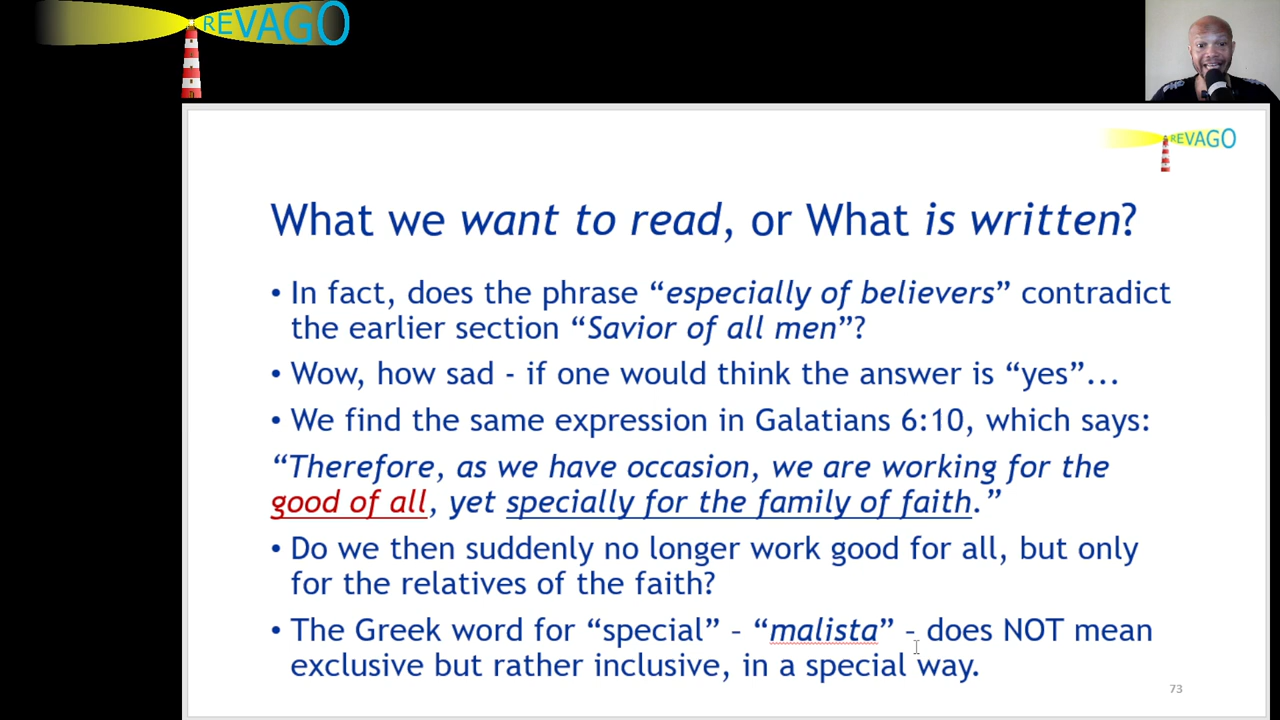 REVAGO
REVAGO
What we want to read, or What is written?
• In fact, does the phrase “especially of believers” contradict
the earlier section “Savior of all men”?
• Wow, how sad - if one would think the answer is “yes”...
• We find the same expression in Galatians 6:10, which says:
“Therefore, as we have occasion, we are working for the
good of all, yet specially for the family of faith.”
• Do we then suddenly no longer work good for all, but only
for the relatives of the faith?
• The Greek word for “special” – “malista” – does NOT mean
exclusive but rather inclusive, in a special way.
73